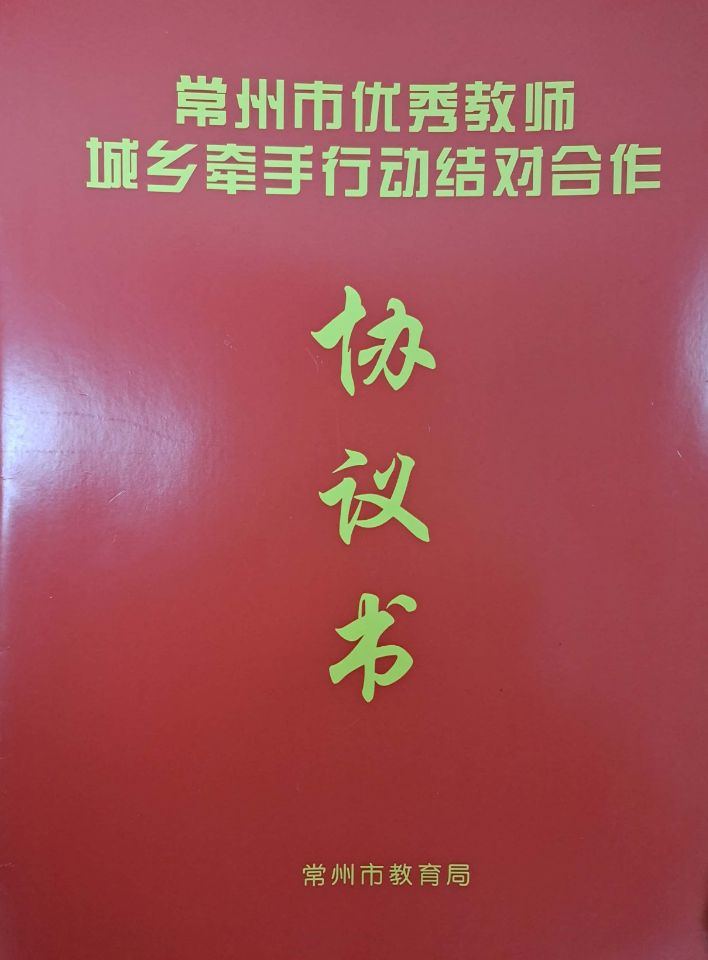 常州市优秀教师
城乡牵手行动结对合作
协
议
书
常州市教育局